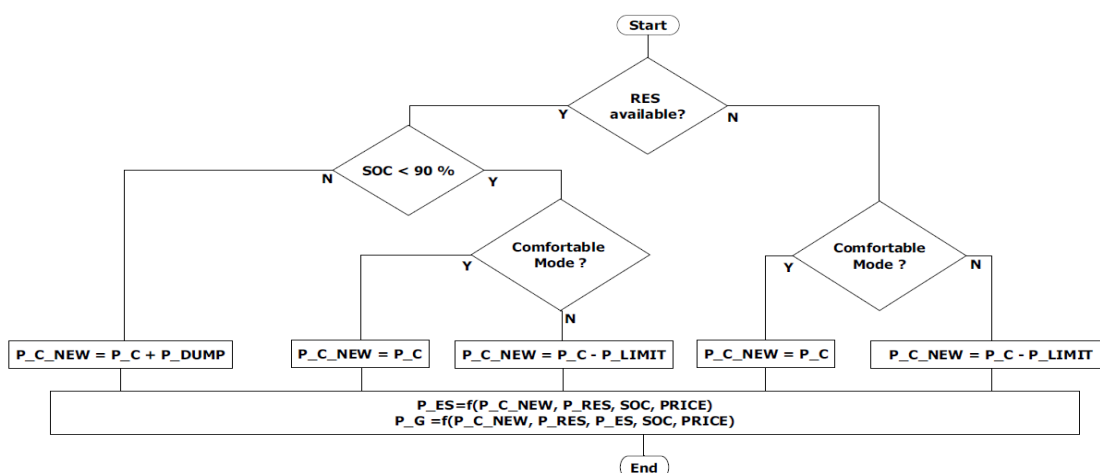 Start
RES
available?
Y
N
SOC < 90 %
N
Y
Comfortable
Mode ?
Y
N
Comfortable
Mode ?
Y
N
P_C_NEW = P_C + P_DUMP
P_C_NEW = P_C
P_C_NEW = P_C - P_LIMIT
P_C_NEW = P_C
P_C_NEW = P_C - P_LIMIT
P_ES=f(P_C_NEW, P_RES, SOC, PRICE)
P_G =f(P_C_NEW, P_RES, P_ES, SOC, PRICE)
End